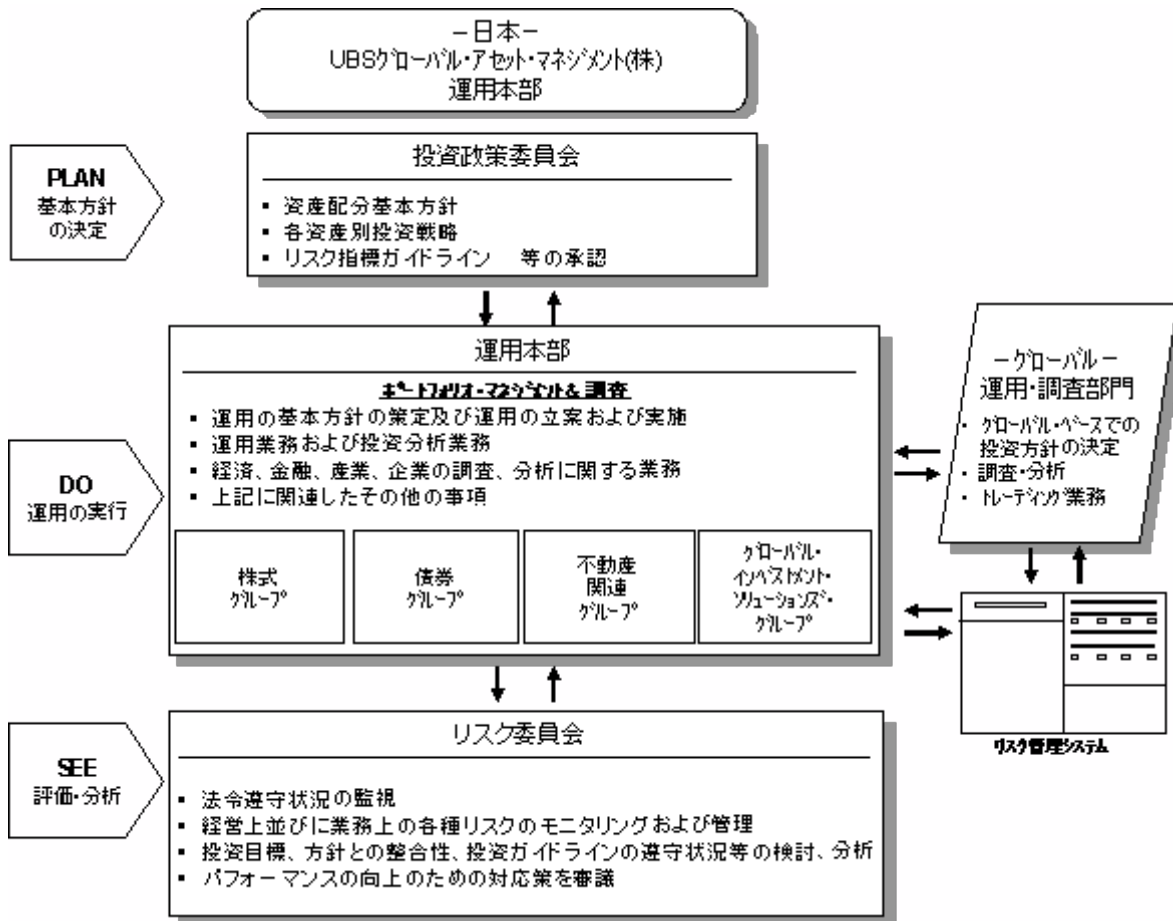 －日本－
UBSｸﾞﾛｰﾊﾞﾙ・ｱｾｯﾄ・ﾏﾈｼﾞﾒﾝﾄ(株)
運用本部
PLAN
基本方針
の決定
投資政策委員会
▪ 資産配分基本方針
▪ 各資産別投資戦略
▪ リスク指標ガイドライン　等の承認
DO
運用の実行
運用本部
ﾎﾟｰﾄﾌｫﾘｵ・ﾏﾈｼﾞﾒﾝﾄ& 調査
▪ 運用の基本方針の策定及び運用の立案および実施
▪ 運用業務および投資分析業務
▪ 経済、金融、産業、企業の調査、分析に関する業務
▪ 上記に関連したその他の事項
株式
ｸﾞﾙｰﾌﾟ
債券
ｸﾞﾙｰﾌﾟ
不動産
関連
ｸﾞﾙｰﾌﾟ
ｸﾞﾛｰﾊﾞﾙ・
ｲﾝﾍﾞｽﾄﾒﾝﾄ・
ｿﾘｭｰｼｮﾝｽﾞ・
ｸﾞﾙｰﾌﾟ
－ｸﾞﾛｰﾊﾞﾙ－
運用・調査部門
・ ｸﾞﾛｰﾊﾞﾙ・ﾍﾞｰｽでの
投資方針の決定
・ 調査・分析
・ ﾄﾚｰﾃﾞｨﾝｸﾞ業務
ﾘｽｸ管理ｼｽﾃﾑ
SEE
評価・分析
リスク委員会
▪ 法令遵守状況の監視
▪ 経営上並びに業務上の各種リスクのモニタリングおよび管理
▪ 投資目標、方針との整合性、投資ガイドラインの遵守状況等の検討、分析
▪ パフォーマンスの向上のための対応策を審議